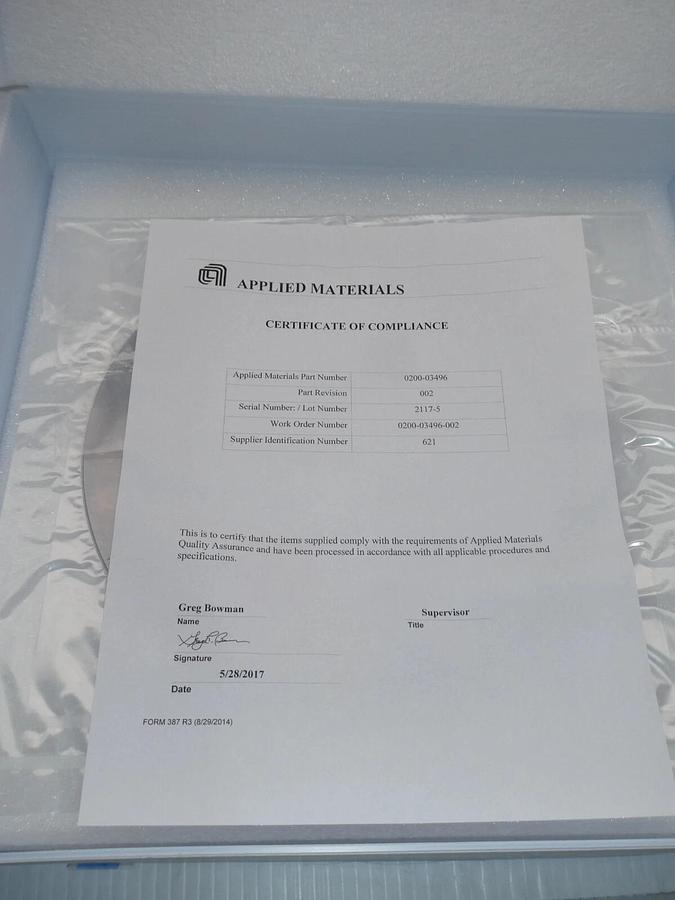 APPLIED MATERIALS
CERTIFICATE OF COMPLIANCE
Applied Materials Part Number 0200-03496
Part Revision 002
Serial Number: / Lot Number 2117-5
Work Order Number 0200-03496-002
Supplier Identification Number 621
This is to certify that the items supplied comply with the requirements of Applied Materials
Quality Assurance and have been processed in accordance with all applicable procedures and
specifications.
Greg Bowman Supervisor
Name Title
Signature
5/28/2017
Date
FORM 387 R3 (8/29/2014)